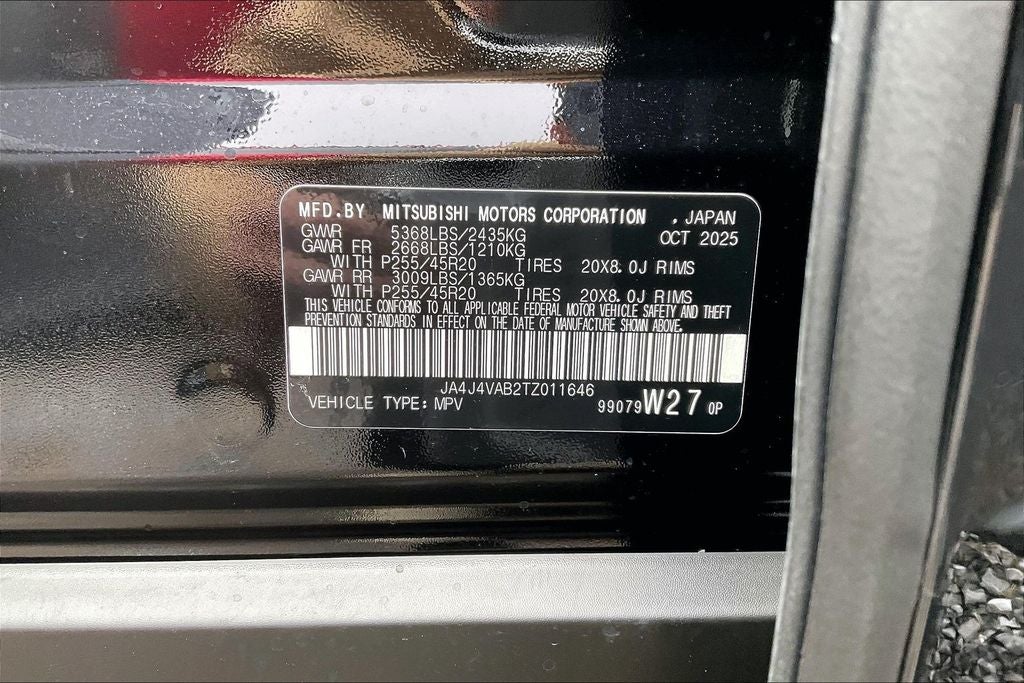 MFD.BY MITSUBISHI MOTORS CORPORATION , JAPAN
GVWR 5368LBS/2435KG OCT 2025
GAWR FR 2668LBS/1210KG
WITH P255/45R20 TIRES 20X8.0J RIMS
GAWR RR 3009LBS/1365KG
WITH P255/45R20 TIRES 20X8.0J RIMS
THIS VEHICLE CONFORMS TO ALL APPLICABLE FEDERAL MOTOR VEHICLE SAFETY AND THEFT
PREVENTION STANDARDS IN EFFECT ON THE DATE OF MANUFACTURE SHOWN ABOVE.
JA4J4VAB2TZ011646
VEHICLE TYPE: MPV 99079 W27 0P